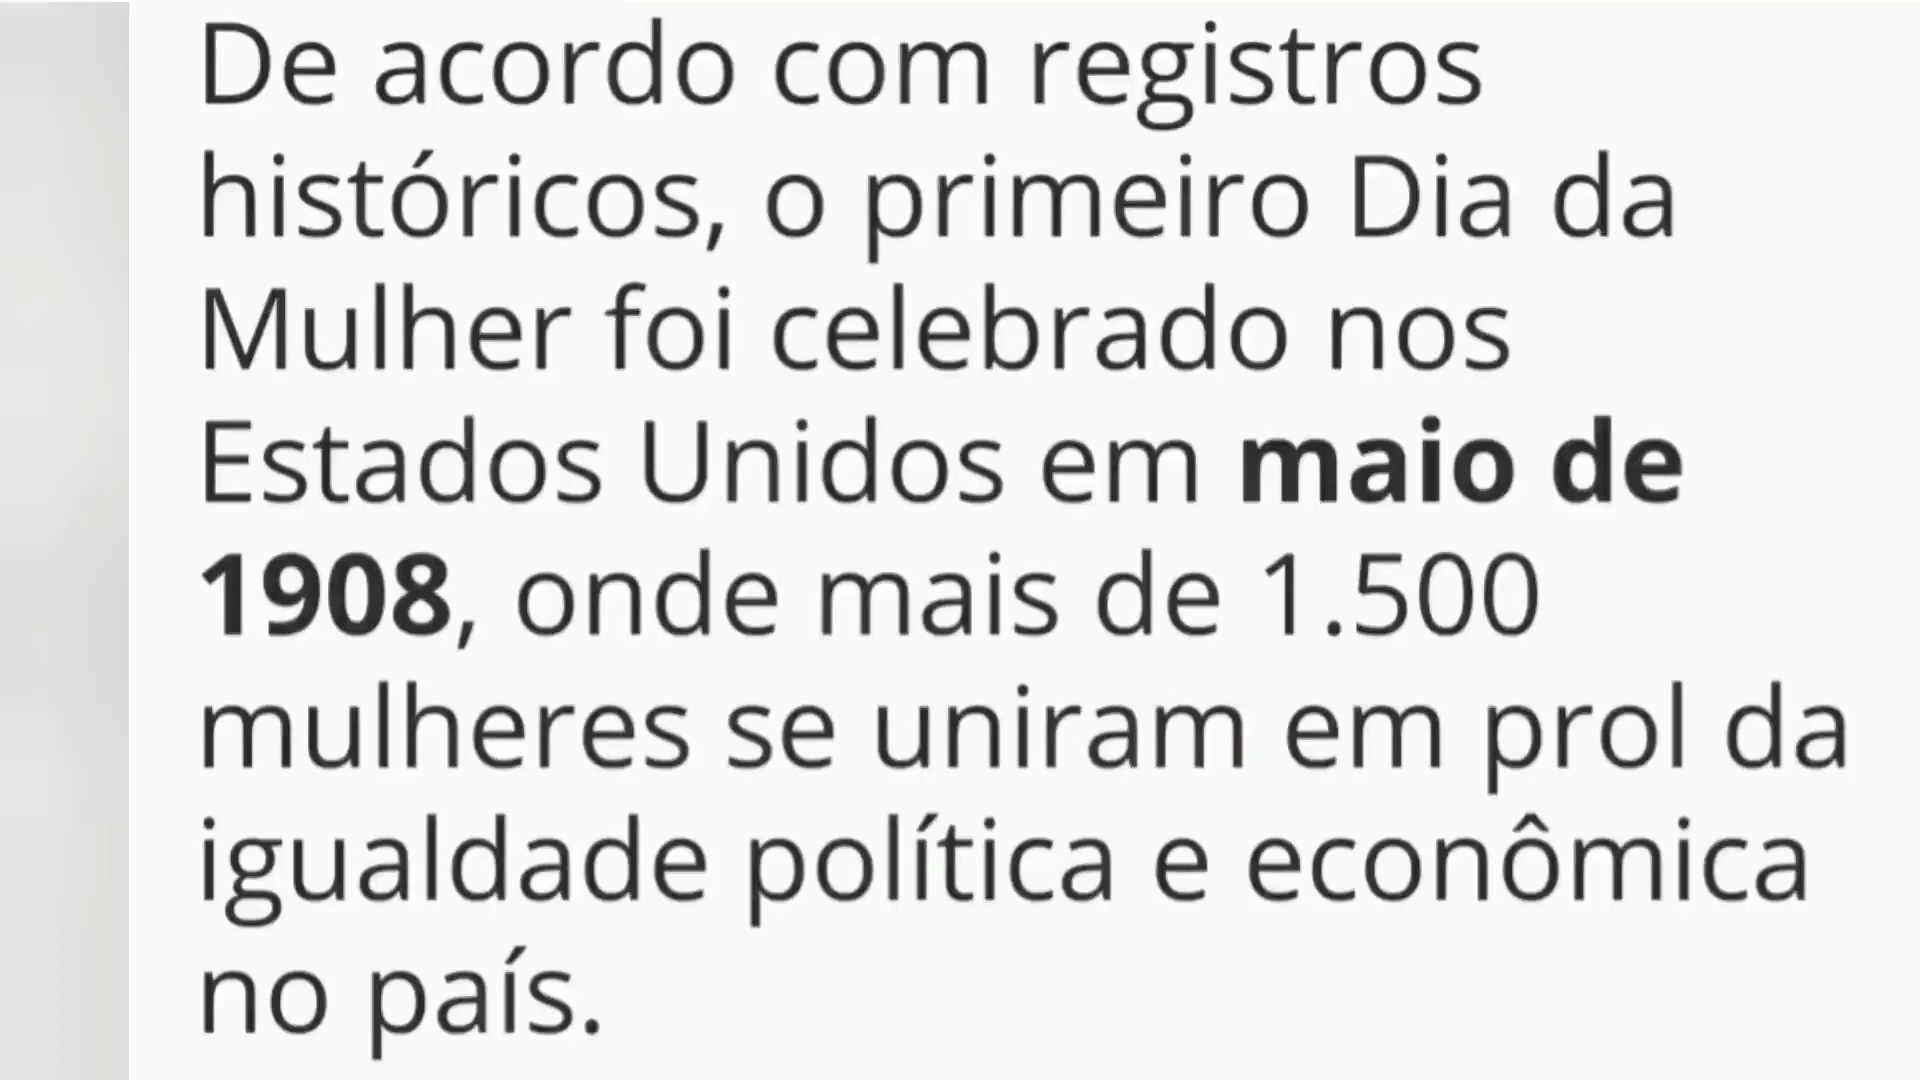 De acordo com registros
históricos, o primeiro Dia da
Mulher foi celebrado nos
Estados Unidos em maio de
1908, onde mais de 1.500
mulheres se uniram em prol da
igualdade política e econômica
no país.